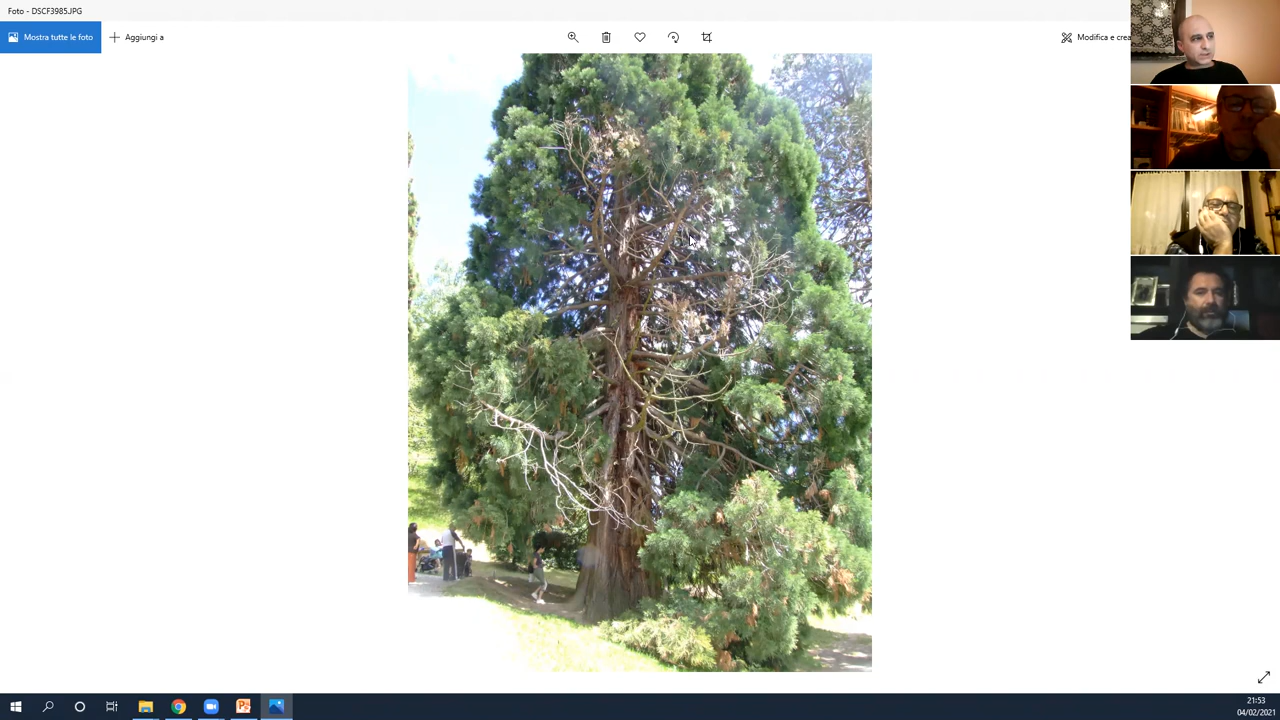 Foto - DSCF3985.JPG
Mostra tutte le foto
Aggiungi a
Modifica e crea
21:53
04/02/2021